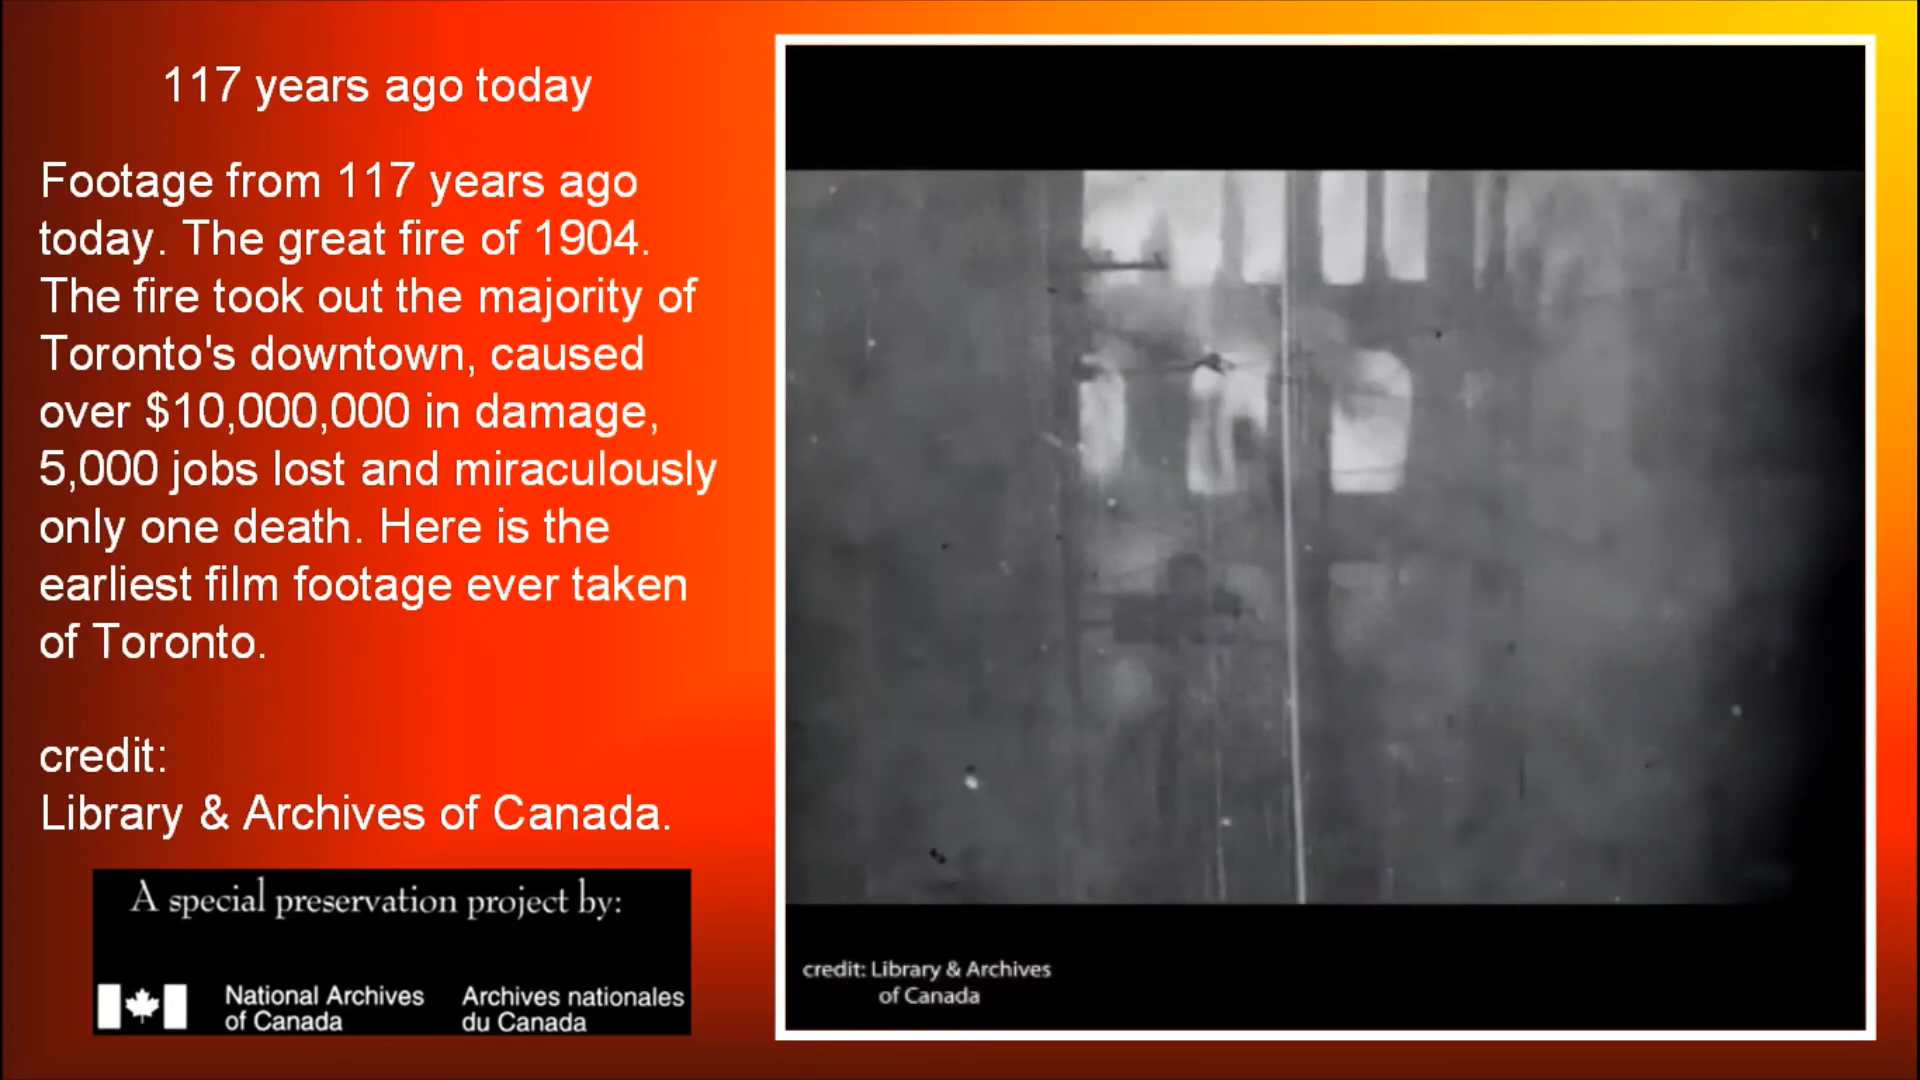 117 years ago today
Footage from 117 years ago
today. The great fire of 1904.
The fire took out the majority of
Toronto's downtown, caused
over $10,000,000 in damage,
5,000 jobs lost and miraculously
only one death. Here is the
earliest film footage ever taken
of Toronto.
credit:
Library & Archives of Canada.
A special preservation project by:
National Archives
of Canada
Archives nationales
du Canada
credit: Library & Archives
of Canada